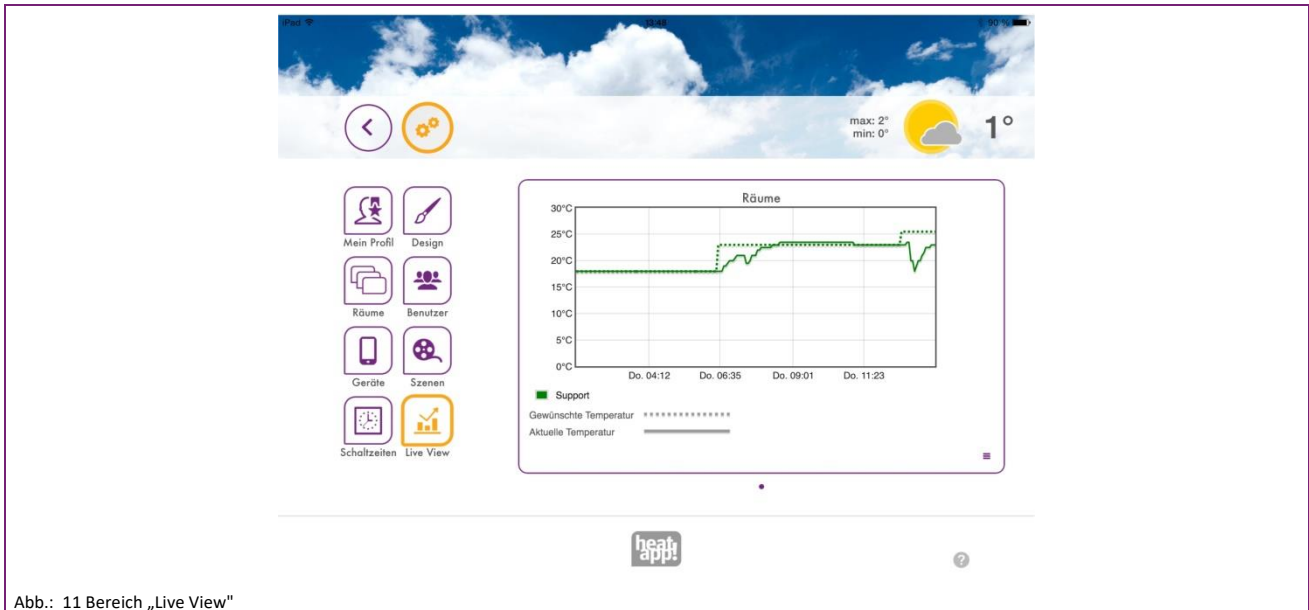 iPad 13:48 90 %
max: 2°
min: 0°
1°
Mein Profil Design
Räume Benutzer
Geräte Szenen
Schaltzeiten Live View
Räume
30°C
25°C
20°C
15°C
10°C
5°C
0°C
Do. 04:12 Do. 06:35 Do. 09:01 Do. 11:23
Support
Gewünschte Temperatur
Aktuelle Temperatur
heat
app!
?
Abb.: 11 Bereich „Live View"